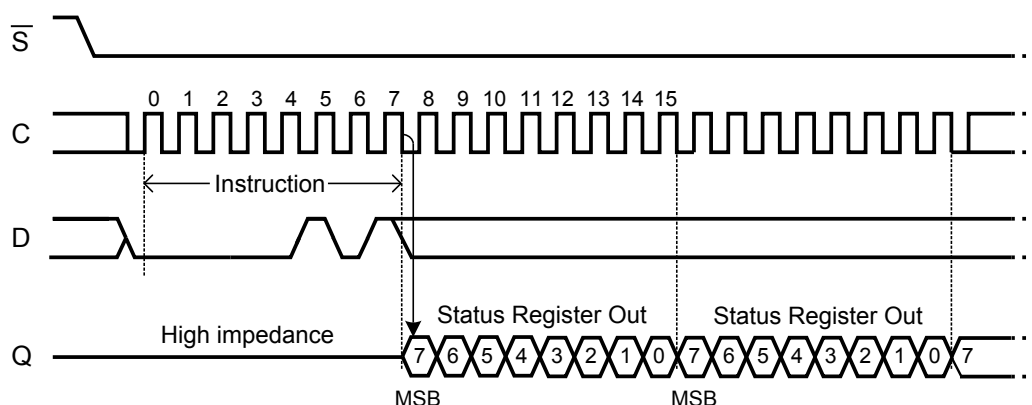 S
0 1 2 3 4 5 6 7 8 9 10 11 12 13 14 15
C
Instruction
D
Status Register Out Status Register Out
High impedance
Q 7 6 5 4 3 2 1 0 7 6 5 4 3 2 1 0 7
MSB MSB